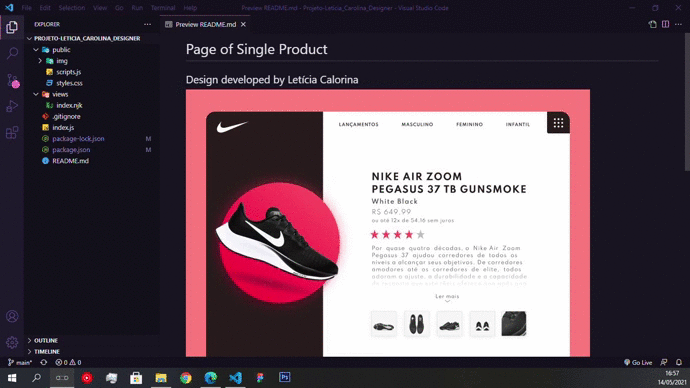 File Edit Selection View Go Run Terminal Help
Preview README.md - Projeto-Leticia_Carolina_Designer - Visual Studio Code
EXPLORER
PROJETO-LETICIA_CAROLINA_DESIGNER
public
img
scripts.js
styles.css
views
index.njk
.gitignore
index.js
package-lock.json M
package.json M
README.md
OUTLINE
TIMELINE
Preview README.md
Page of Single Product
Design developed by Letícia Calorina
LANÇAMENTOS MASCULINO FEMININO INFANTIL
NIKE AIR ZOOM
PEGASUS 37 TB GUNSMOKE
White Black
R$ 649,99
ou até 12x de 54,16 sem juros
Por quase quatro décadas, o Nike Air Zoom
Pegasus 37 ajudou corredores de todos os
níveis a alcançar seus objetivos. De corredores
amadores até os corredores de elite, todos
adoram o ajuste, a durabilidade e a capacidade
Ler mais
main* 0 0
Go Live
16:57